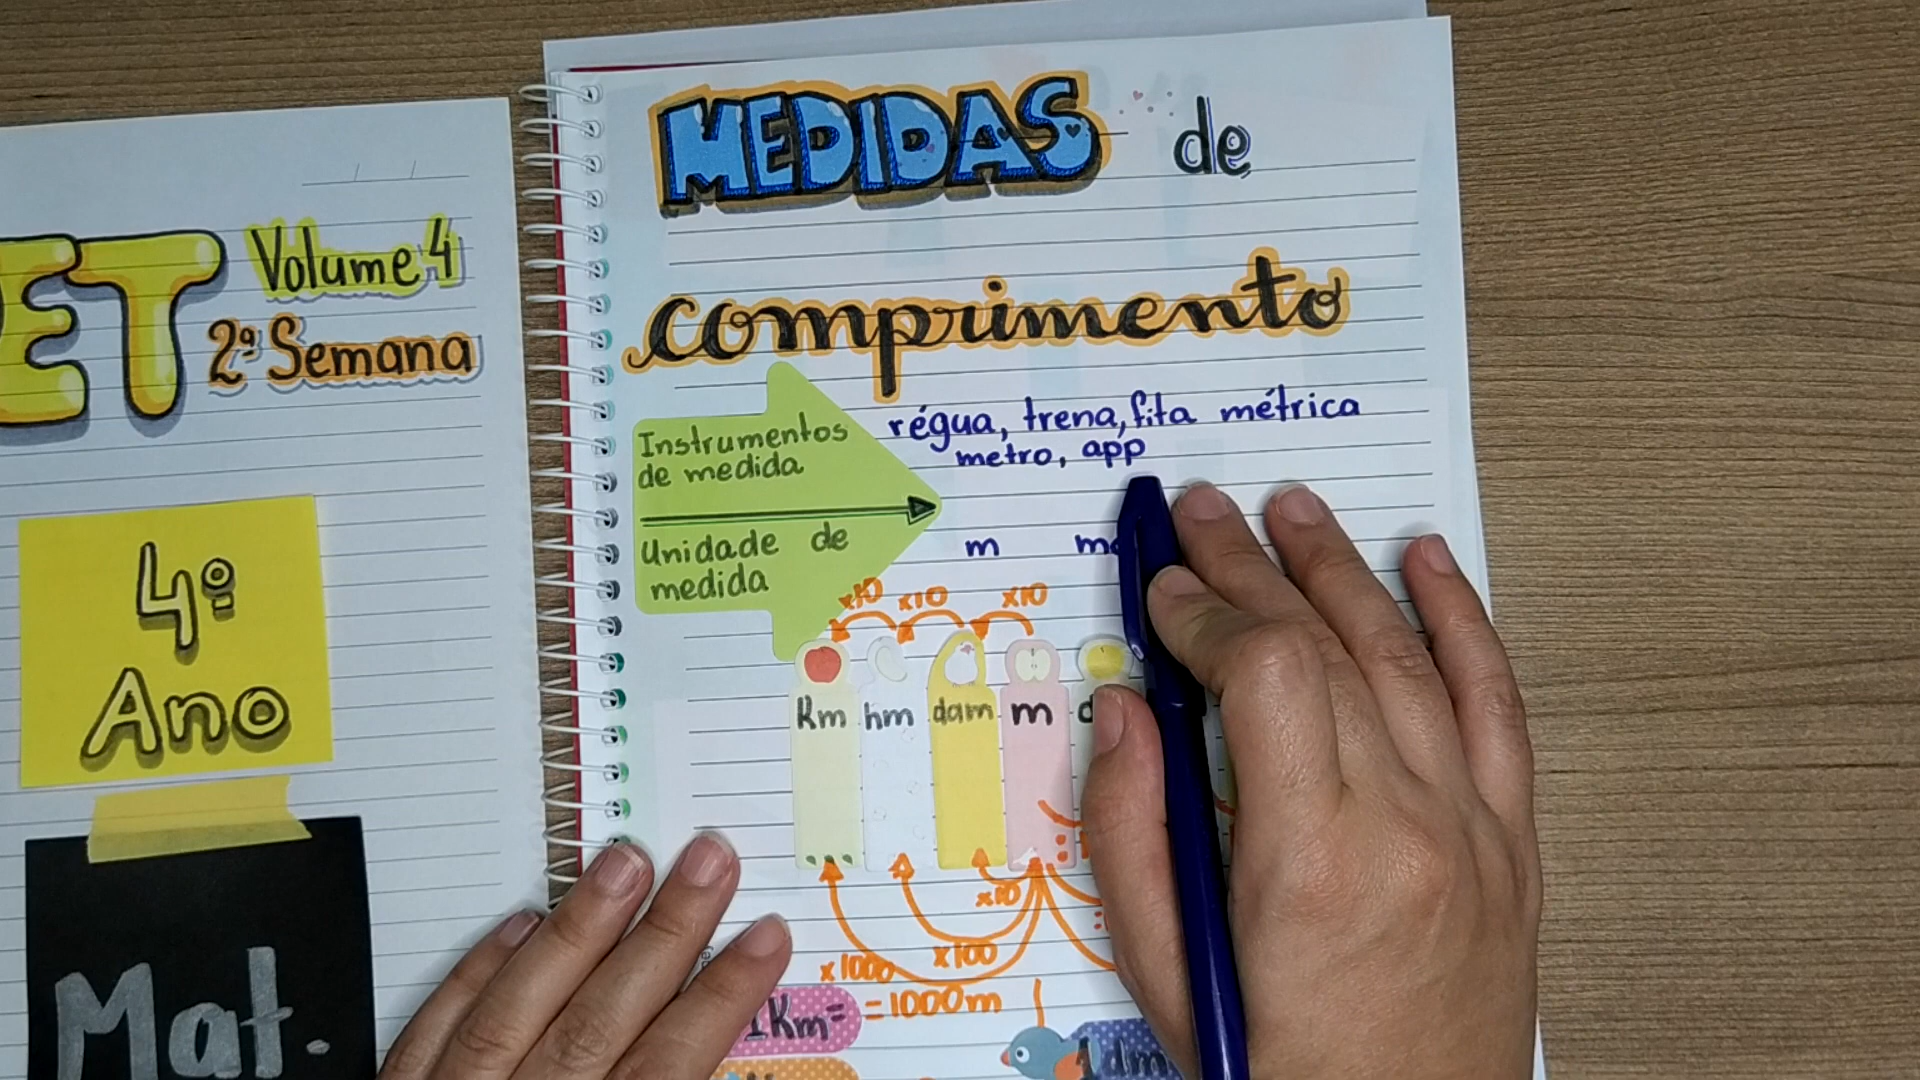 ET Volume 4
2ª Semana
4º
Ano
Mat.
MEDIDAS de
comprimento
Instrumentos
de medida
régua, trena, fita métrica
metro, app
Unidade de
medida
m
x10 x10 x10
Km hm dam m d
x10
x100
x1000
1Km= =1000m
1dm